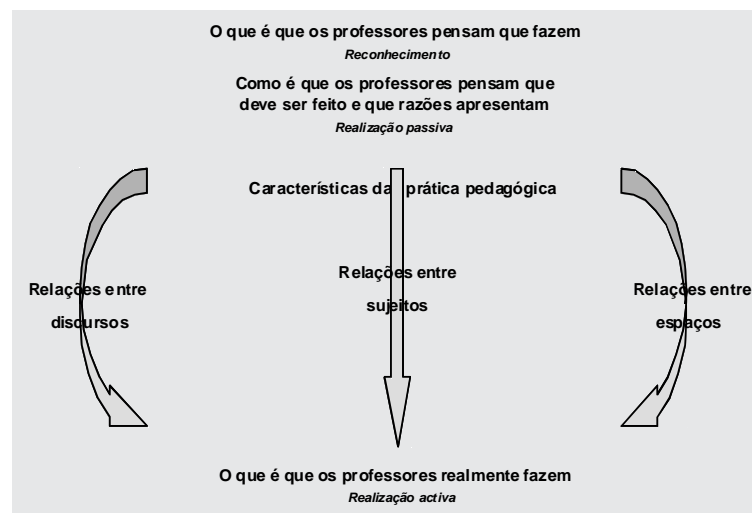 O que é que os professores pensam que fazem
Reconhecimento
Como é que os professores pensam que
deve ser feito e que razões apresentam
Realização passiva
Características da prática pedagógica
Relações entre
sujeitos
Relações entre
discursos
Relações entre
espaços
O que é que os professores realmente fazem
Realização activa